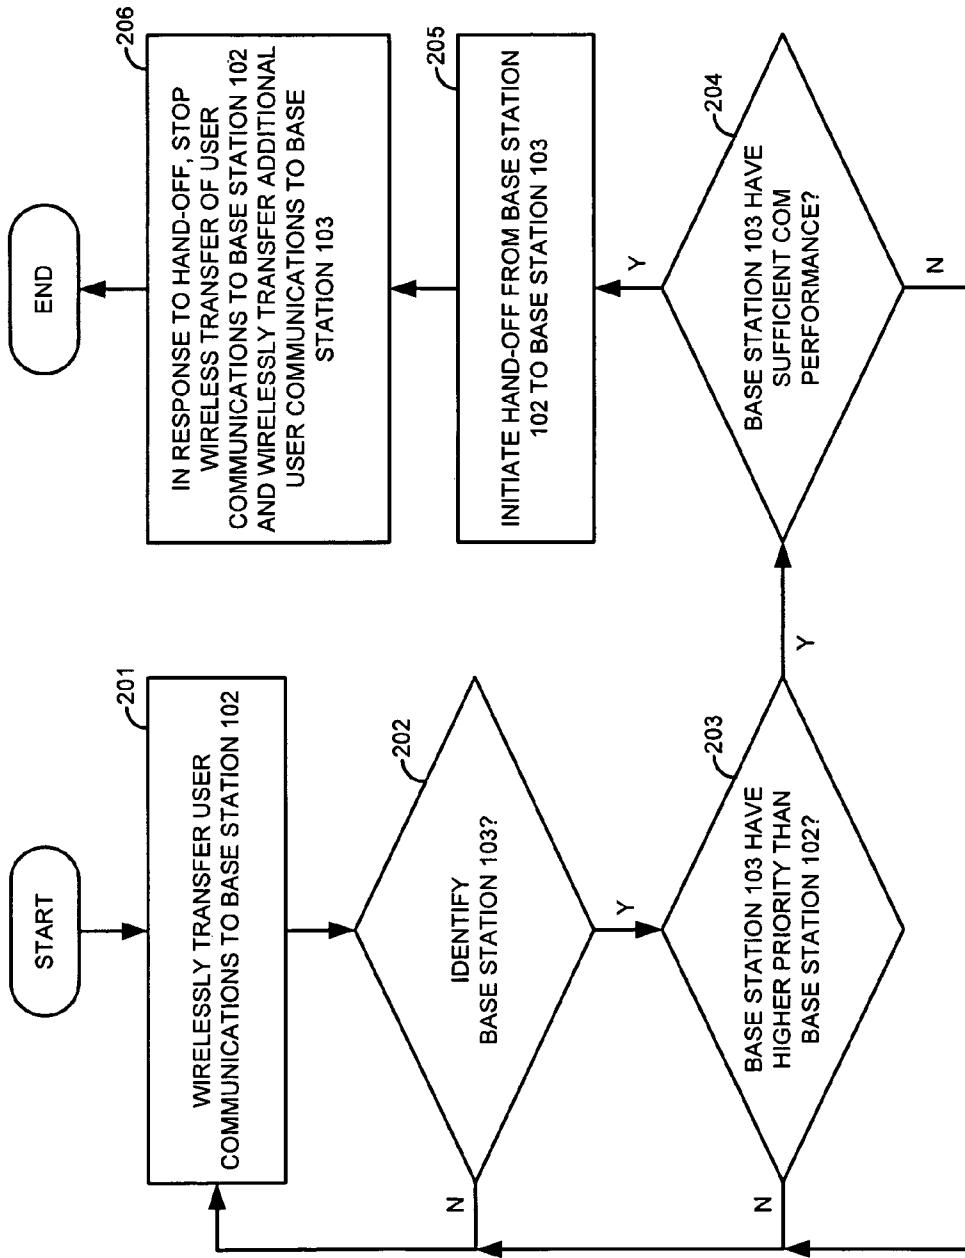 START
201
WIRELESSLY TRANSFER USER
COMMUNICATIONS TO BASE STATION 102
202
IDENTIFY
BASE STATION 103?
N
Y
203
BASE STATION 103 HAVE
HIGHER PRIORITY THAN
BASE STATION 102?
N
Y
204
BASE STATION 103 HAVE
SUFFICIENT COM
PERFORMANCE?
N
Y
205
INITIATE HAND-OFF FROM BASE STATION
102 TO BASE STATION 103
206
IN RESPONSE TO HAND-OFF, STOP
WIRELESS TRANSFER OF USER
COMMUNICATIONS TO BASE STATION 102
AND WIRELESSLY TRANSFER ADDITIONAL
USER COMMUNICATIONS TO BASE
STATION 103
END